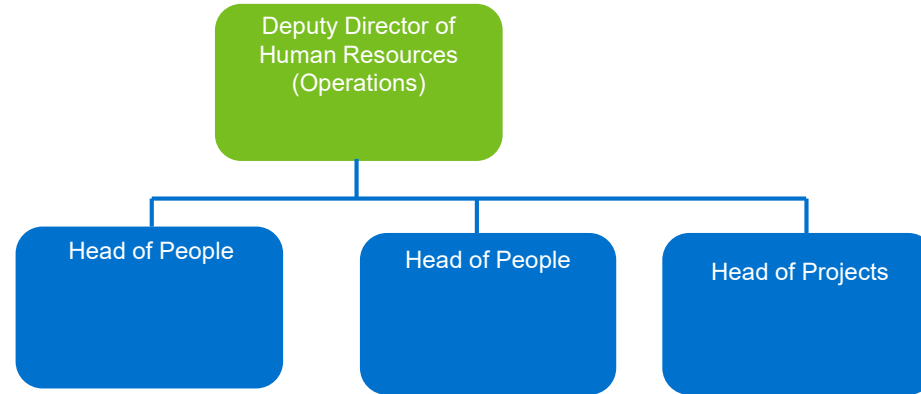 Deputy Director of
Human Resources
(Operations)
Head of People
Head of People
Head of Projects